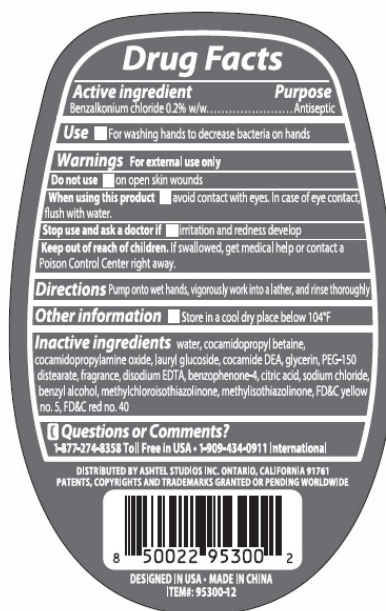 Drug Facts
Active ingredient Purpose
Benzalkonium chloride 0.2% w/w.......................Antiseptic
Use For washing hands to decrease bacteria on hands
Warnings For external use only
Do not use on open skin wounds
When using this product avoid contact with eyes. In case of eye contact,
flush with water.
Stop use and ask a doctor if irritation and redness develop
Keep out of reach of children. If swallowed, get medical help or contact a
Poison Control Center right away.
Directions Pump onto wet hands, vigorously work into a lather, and rinse thoroughly
Other information Store in a cool dry place below 104°F
Inactive ingredients water, cocamidopropyl betaine,
cocamidopropylamine oxide, lauryl glucoside, cocamide DEA, glycerin, PEG-150
distearate, fragrance, disodium EDTA, benzophenone-4, citric acid, sodium chloride,
benzyl alcohol, methylchloroisothiazolinone, methylisothiazolinone, FD&C yellow
no. 5, FD&C red no. 40
Questions or Comments?
1-877-274-8358 Toll Free in USA • 1-909-434-0911 International
DISTRIBUTED BY ASHTEL STUDIOS INC. ONTARIO, CALIFORNIA 91761
PATENTS, COPYRIGHTS AND TRADEMARKS GRANTED OR PENDING WORLDWIDE
8 50022 95300 2
DESIGNED IN USA • MADE IN CHINA
ITEM#: 95300-12